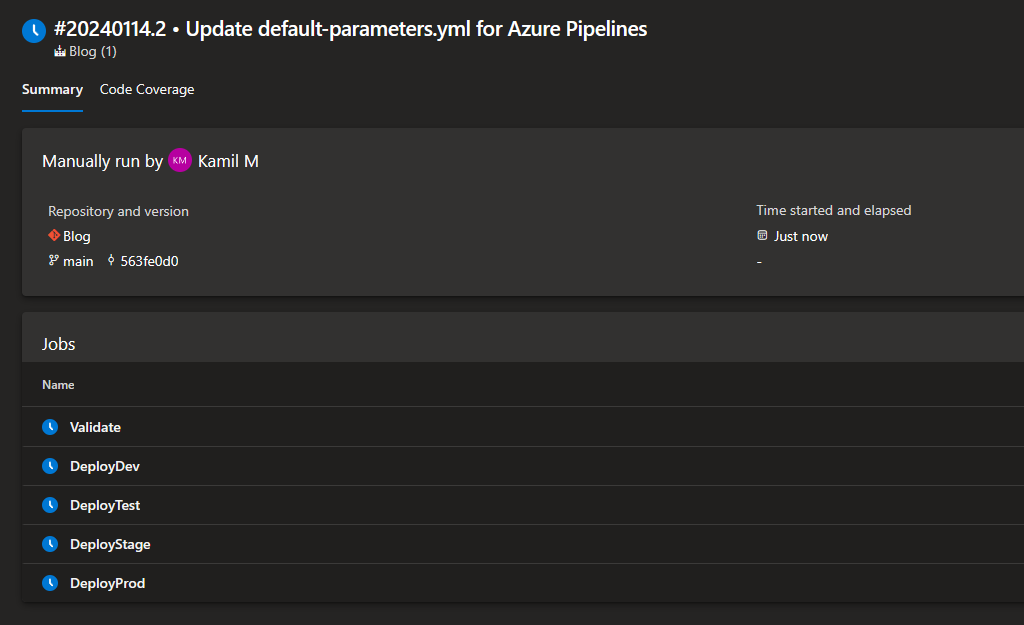 #20240114.2 • Update default-parameters.yml for Azure Pipelines
Blog (1)
Summary Code Coverage
Manually run by KM Kamil M
Repository and version
Blog
main 563fe0d0
Time started and elapsed
Just now
-
Jobs
Name
Validate
DeployDev
DeployTest
DeployStage
DeployProd